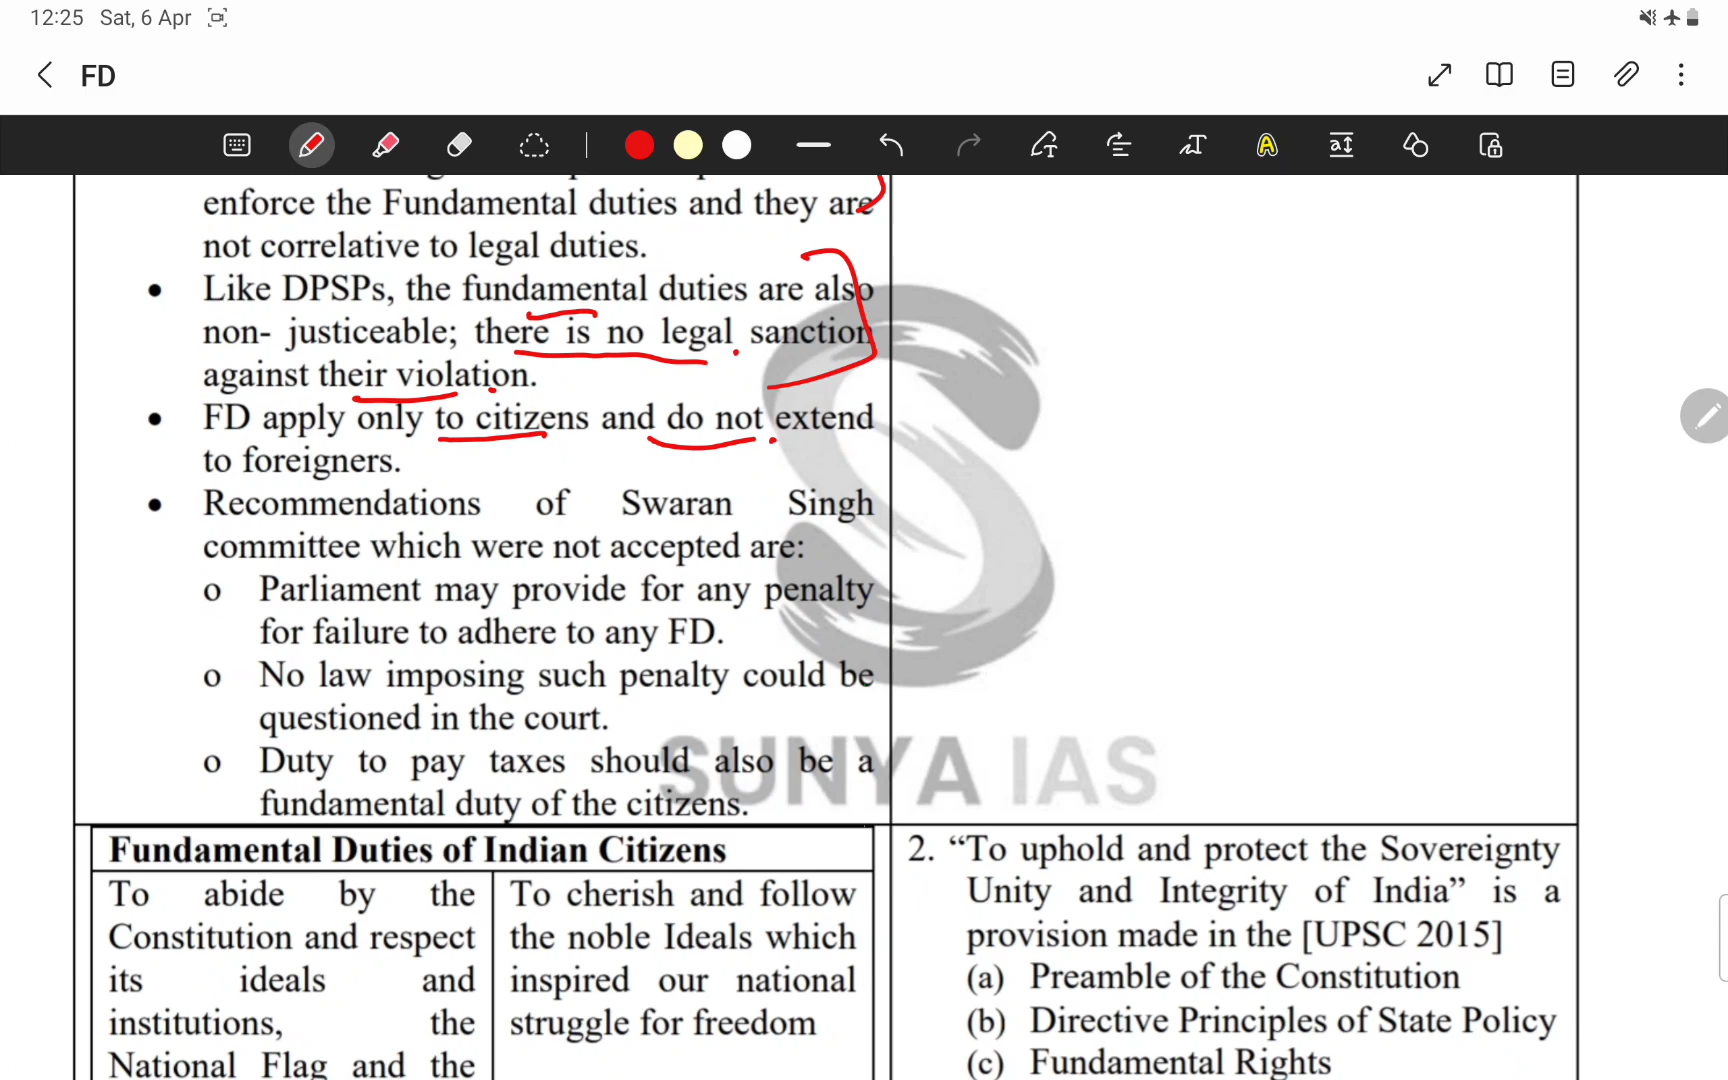 12:25 Sat, 6 Apr
FD
enforce the Fundamental duties and they are
not correlative to legal duties.
• Like DPSPs, the fundamental duties are also
non- justiceable; there is no legal sanction
against their violation.
• FD apply only to citizens and do not extend
to foreigners.
• Recommendations of Swaran Singh
committee which were not accepted are:
o Parliament may provide for any penalty
for failure to adhere to any FD.
o No law imposing such penalty could be
questioned in the court.
o Duty to pay taxes should also be a
fundamental duty of the citizens.
SUNYA IAS
Fundamental Duties of Indian Citizens
To abide by the
Constitution and respect
its ideals and
institutions, the
National Flag and the
To cherish and follow
the noble Ideals which
inspired our national
struggle for freedom
2. “To uphold and protect the Sovereignty
Unity and Integrity of India” is a
provision made in the [UPSC 2015]
(a) Preamble of the Constitution
(b) Directive Principles of State Policy
(c) Fundamental Rights